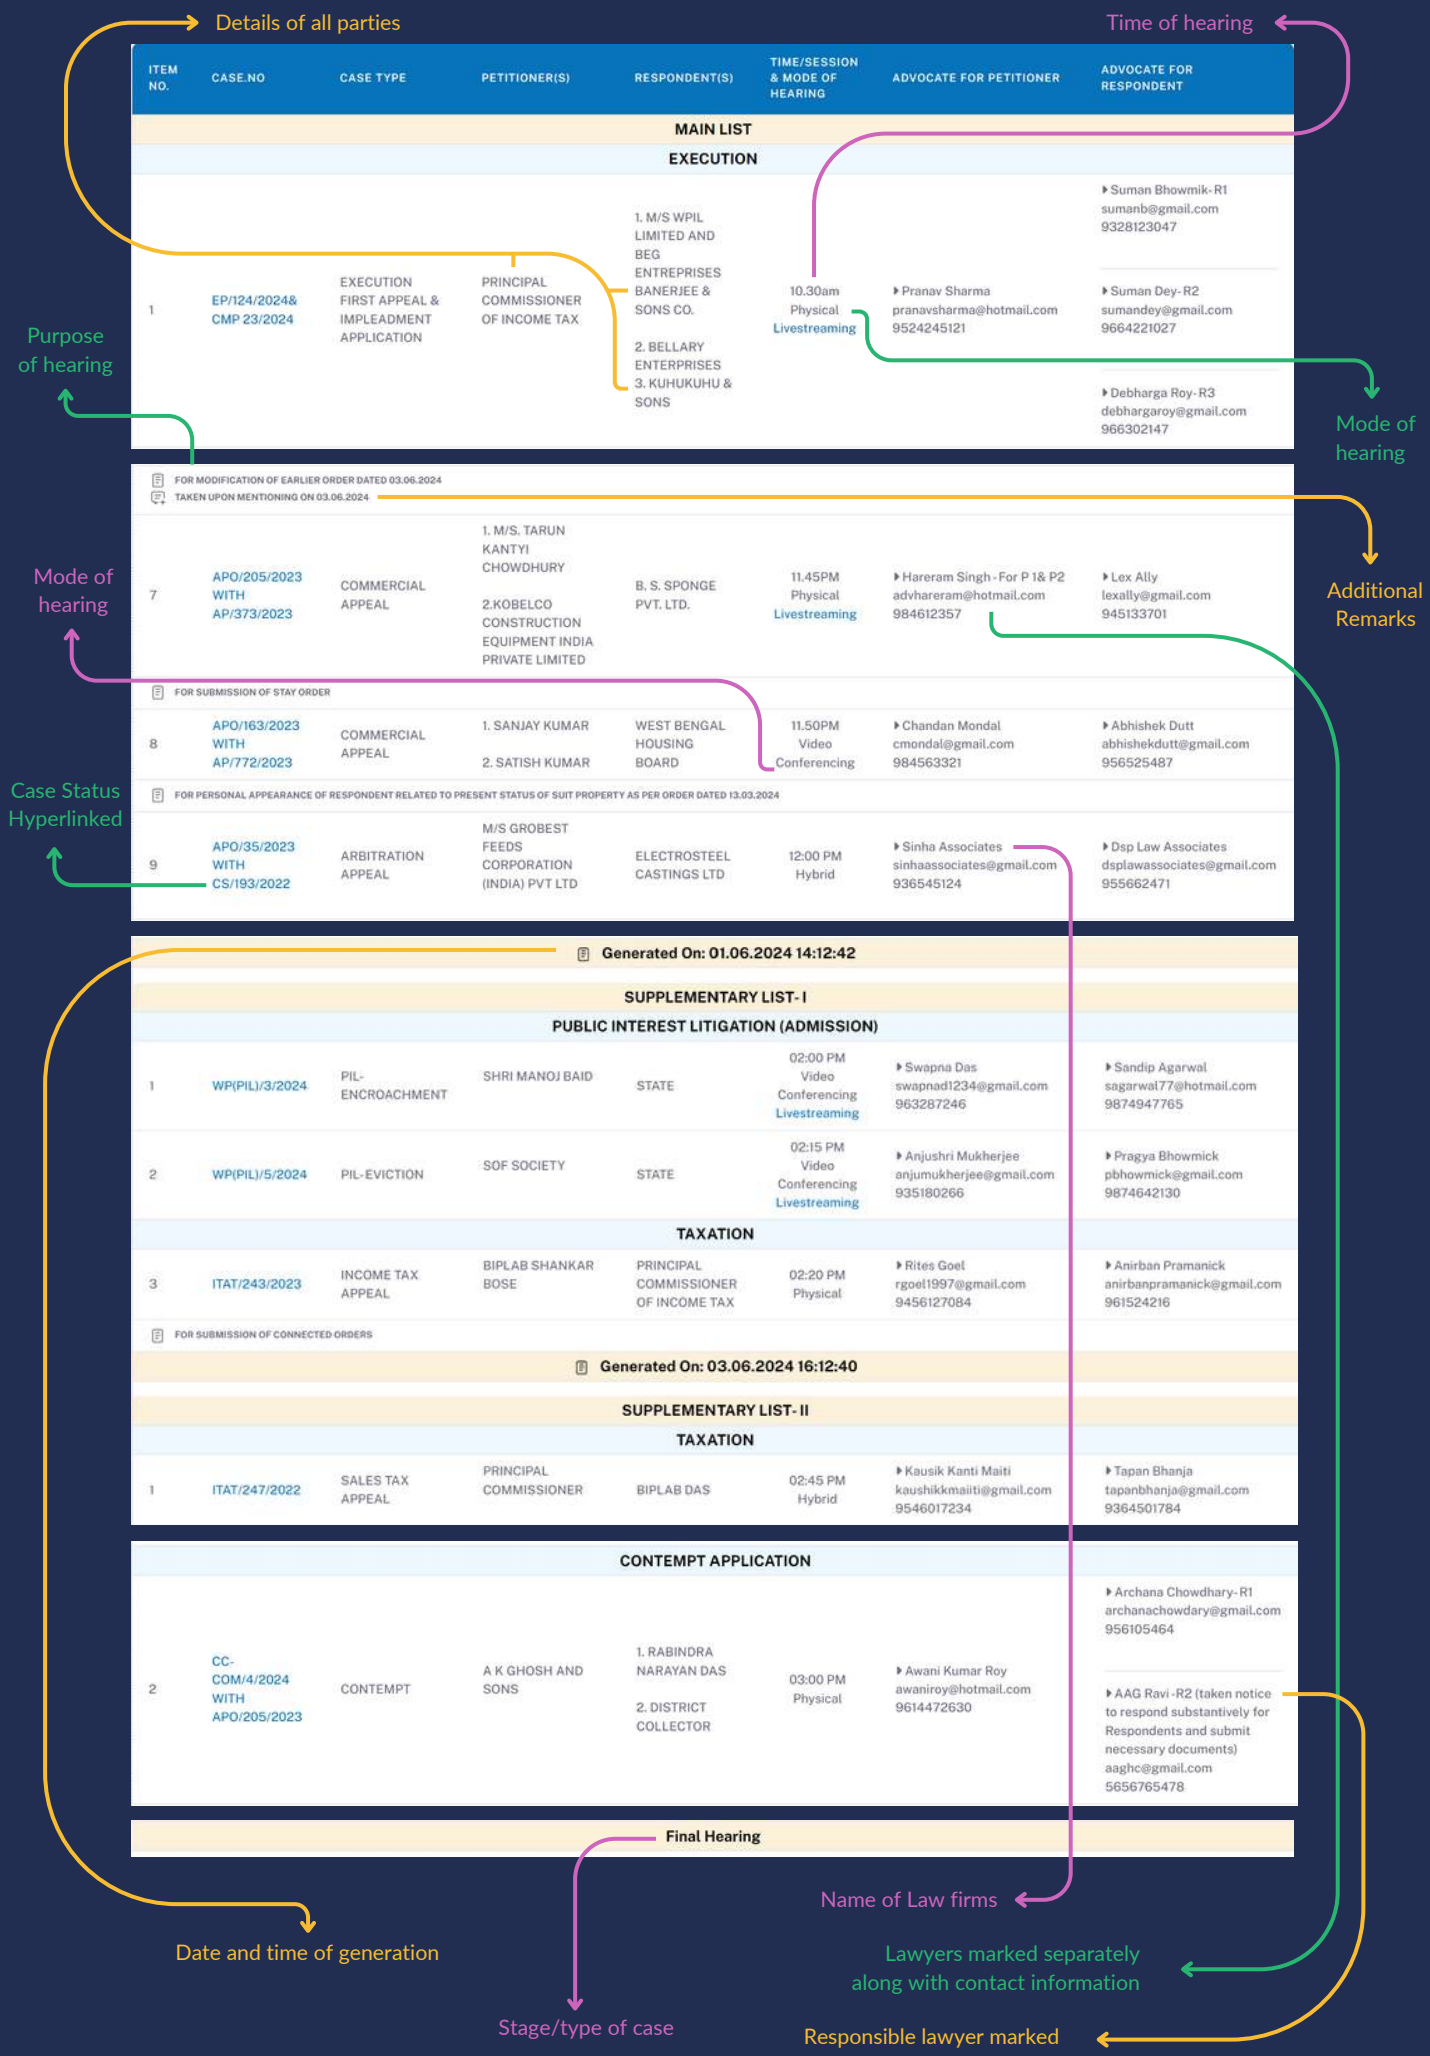 Details of all parties
Time of hearing
ITEM NO.
CASE.NO
CASE TYPE
PETITIONER(S)
RESPONDENT(S)
TIME/SESSION
& MODE OF
HEARING
ADVOCATE FOR PETITIONER
ADVOCATE FOR
RESPONDENT
MAIN LIST
EXECUTION
1
EP/124/2024&
CMP 23/2024
EXECUTION
FIRST APPEAL &
IMPLEADMENT
APPLICATION
PRINCIPAL
COMMISSIONER
OF INCOME TAX
1. M/S WPIL
LIMITED AND
BEG
ENTREPRISES
BANERJEE &
SONS CO.
2. BELLARY
ENTERPRISES
3. KUHUKUHU &
SONS
10.30am
Physical
Livestreaming
Pranav Sharma
pranavsharma@hotmail.com
9524245121
Suman Bhowmik-R1
sumanb@gmail.com
9328123047
Suman Dey-R2
sumandey@gmail.com
9664221027
Debharga Roy-R3
debhargaroy@gmail.com
966302147
Purpose
of hearing
Mode of
hearing
FOR MODIFICATION OF EARLIER ORDER DATED 03.06.2024
TAKEN UPON MENTIONING ON 03.06.2024
7
APO/205/2023
WITH
AP/373/2023
COMMERCIAL
APPEAL
1. M/S. TARUN
KANTYI
CHOWDHURY
2.KOBELCO
CONSTRUCTION
EQUIPMENT INDIA
PRIVATE LIMITED
B. S. SPONGE
PVT. LTD.
11.45PM
Physical
Livestreaming
Hareram Singh - For P 1& P2
advhareram@hotmail.com
984612357
Lex Ally
lexally@gmail.com
945133701
Mode of
hearing
Additional
Remarks
FOR SUBMISSION OF STAY ORDER
8
APO/163/2023
WITH
AP/772/2023
COMMERCIAL
APPEAL
1. SANJAY KUMAR
2. SATISH KUMAR
WEST BENGAL
HOUSING
BOARD
11.50PM
Video
Conferencing
Chandan Mondal
cmondal@gmail.com
984563321
Abhishek Dutt
abhishekdutt@gmail.com
956525487
Case Status
Hyperlinked
FOR PERSONAL APPEARANCE OF RESPONDENT RELATED TO PRESENT STATUS OF SUIT PROPERTY AS PER ORDER DATED 13.03.2024
9
APO/35/2023
WITH
CS/193/2022
ARBITRATION
APPEAL
M/S GROBEST
FEEDS
CORPORATION
(INDIA) PVT LTD
ELECTROSTEEL
CASTINGS LTD
12:00 PM
Hybrid
Sinha Associates
sinhaassociates@gmail.com
936545124
Dsp Law Associates
dsplawassociates@gmail.com
955662471
Generated On: 01.06.2024 14:12:42
SUPPLEMENTARY LIST- I
PUBLIC INTEREST LITIGATION (ADMISSION)
1
WP(PIL)/3/2024
PIL-
ENCROACHMENT
SHRI MANOJ BAID
STATE
02:00 PM
Video
Conferencing
Livestreaming
Swapna Das
swapnad1234@gmail.com
963287246
Sandip Agarwal
sagarwal77@hotmail.com
9874947765
2
WP(PIL)/5/2024
PIL-EVICTION
SOF SOCIETY
STATE
02:15 PM
Video
Conferencing
Livestreaming
Anjushri Mukherjee
anjumukherjee@gmail.com
935180266
Pragya Bhowmick
pbhowmick@gmail.com
9874642130
TAXATION
3
ITAT/243/2023
INCOME TAX
APPEAL
BIPLAB SHANKAR
BOSE
PRINCIPAL
COMMISSIONER
OF INCOME TAX
02:20 PM
Physical
Rites Goel
rgoel1997@gmail.com
9456127084
Anirban Pramanick
anirbanpramanick@gmail.com
961524216
FOR SUBMISSION OF CONNECTED ORDERS
Generated On: 03.06.2024 16:12:40
SUPPLEMENTARY LIST- II
TAXATION
1
ITAT/247/2022
SALES TAX
APPEAL
PRINCIPAL
COMMISSIONER
BIPLAB DAS
02:45 PM
Hybrid
Kausik Kanti Maiti
kaushikkmaiiti@gmail.com
9546017234
Tapan Bhanja
tapanbhanja@gmail.com
9364501784
CONTEMPT APPLICATION
2
CC-
COM/4/2024
WITH
APO/205/2023
CONTEMPT
A K GHOSH AND
SONS
1. RABINDRA
NARAYAN DAS
2. DISTRICT
COLLECTOR
03:00 PM
Physical
Awani Kumar Roy
awaniroy@hotmail.com
9614472630
Archana Chowdhary-R1
archanachowdary@gmail.com
956105464
AAG Ravi -R2 (taken notice
to respond substantively for
Respondents and submit
necessary documents)
aaghc@gmail.com
5656765478
Final Hearing
Name of Law firms
Date and time of generation
Lawyers marked separately
along with contact information
Stage/type of case
Responsible lawyer marked